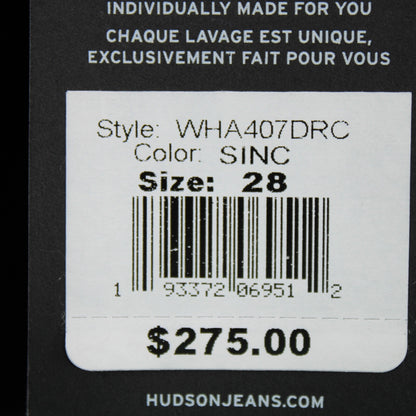 INDIVIDUALLY MADE FOR YOU
CHAQUE LAVAGE EST UNIQUE,
EXCLUSIVEMENT FAIT POUR VOUS
Style: WHA407DRC
Color: SINC
Size: 28
1 93372 06951 2
$275.00
HUDSONJEANS.COM